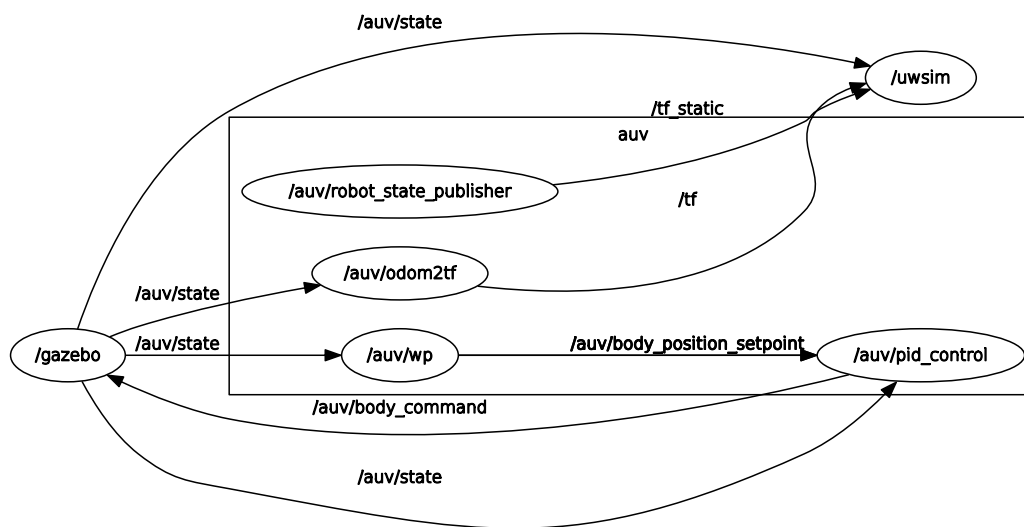 /auv/state
/uwsim
/tf_static
auv
/auv/robot_state_publisher
/tf
/auv/odom2tf
/auv/state
/gazebo
/auv/state
/auv/wp
/auv/body_position_setpoint
/auv/pid_control
/auv/body_command
/auv/state